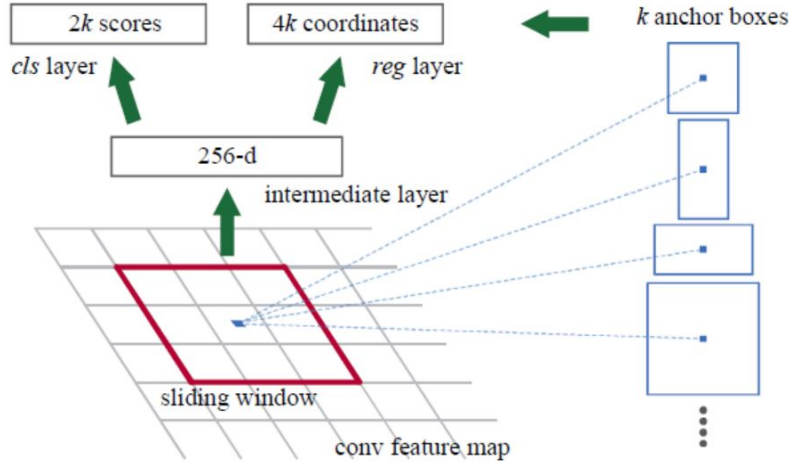 2k scores
4k coordinates
k anchor boxes
cls layer
reg layer
256-d
intermediate layer
sliding window
conv feature map